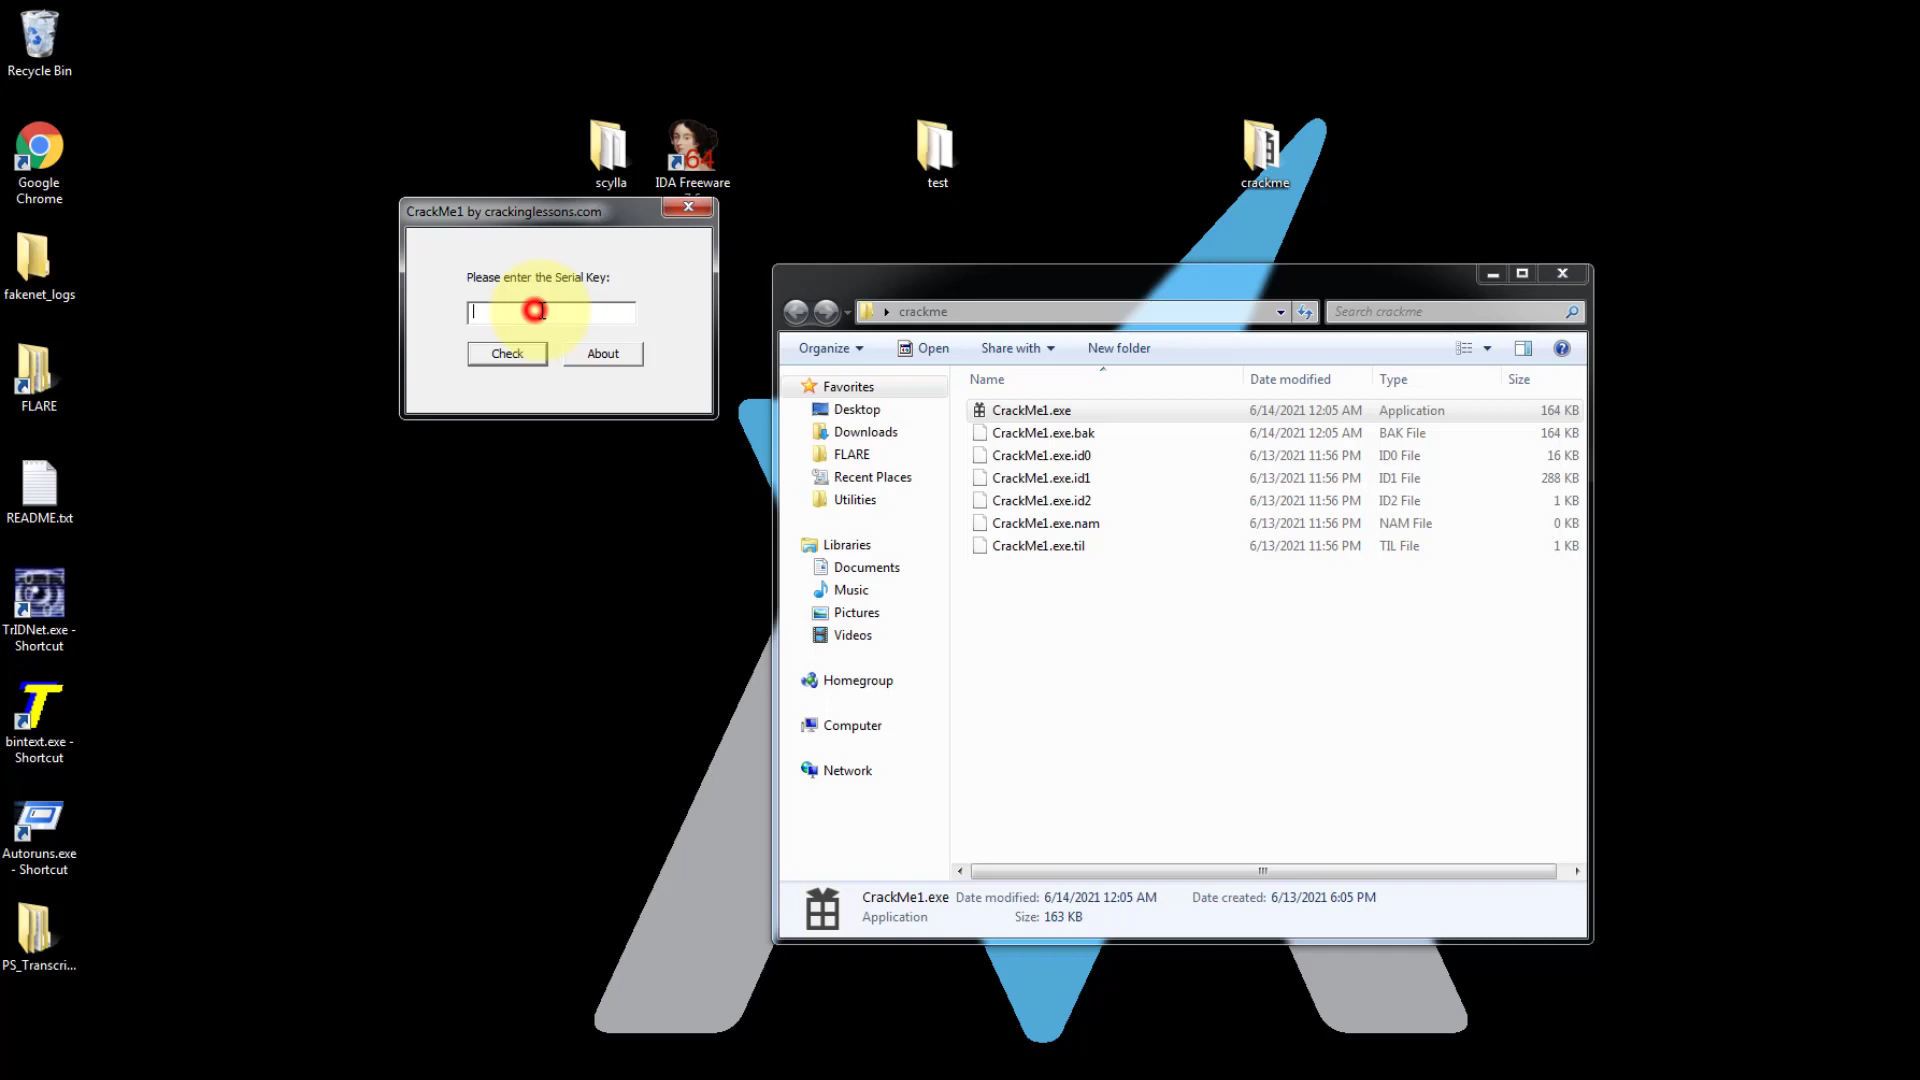 Recycle Bin
Google
Chrome
fakenet_logs
FLARE
README.txt
TrIDNet.exe -
Shortcut
bintext.exe -
Shortcut
Autoruns.exe
- Shortcut
PS_Transcri...
scylla
64
IDA Freeware
test
crackme
CrackMe1 by crackinglessons.com
Please enter the Serial Key:
Check
About
crackme
Search crackme
Organize
Open
Share with
New folder
Name
Date modified
Type
Size
Favorites
Desktop
Downloads
FLARE
Recent Places
Utilities
Libraries
Documents
Music
Pictures
Videos
Homegroup
Computer
Network
CrackMe1.exe 6/14/2021 12:05 AM Application 164 KB
CrackMe1.exe.bak 6/14/2021 12:05 AM BAK File 164 KB
CrackMe1.exe.id0 6/13/2021 11:56 PM ID0 File 16 KB
CrackMe1.exe.id1 6/13/2021 11:56 PM ID1 File 288 KB
CrackMe1.exe.id2 6/13/2021 11:56 PM ID2 File 1 KB
CrackMe1.exe.nam 6/13/2021 11:56 PM NAM File 0 KB
CrackMe1.exe.til 6/13/2021 11:56 PM TIL File 1 KB
CrackMe1.exe Date modified: 6/14/2021 12:05 AM Date created: 6/13/2021 6:05 PM
Application Size: 163 KB